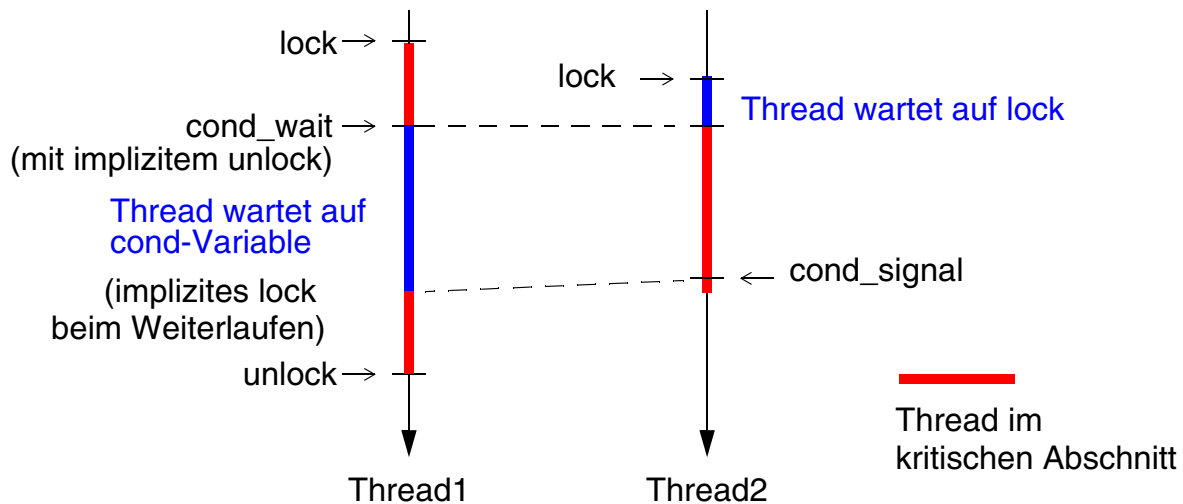 lock
cond_wait
(mit implizitem unlock)
Thread wartet auf
cond-Variable
(implizites lock
beim Weiterlaufen)
unlock
Thread1
lock
Thread wartet auf lock
cond_signal
Thread2
Thread im
kritischen Abschnitt